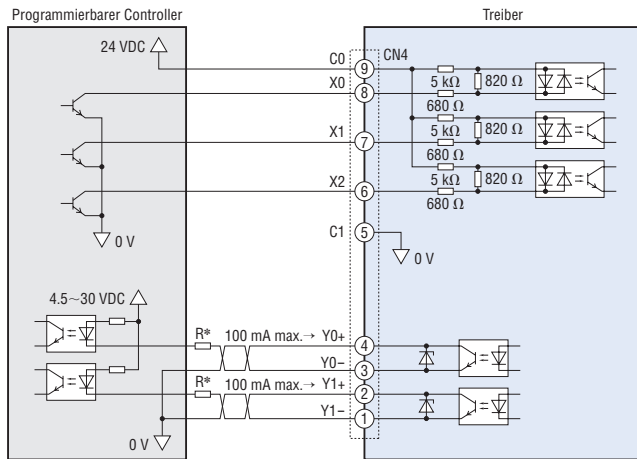 Programmierbarer Controller
Treiber
24 VDC
C0
9
CN4
X0
8
5 kΩ
820 Ω
680 Ω
X1
7
5 kΩ
820 Ω
680 Ω
X2
6
5 kΩ
820 Ω
680 Ω
C1
5
0 V
0 V
4.5~30 VDC
R*
100 mA max.→
Y0+
4
Y0−
3
R*
100 mA max.→
Y1+
2
Y1−
1
0 V